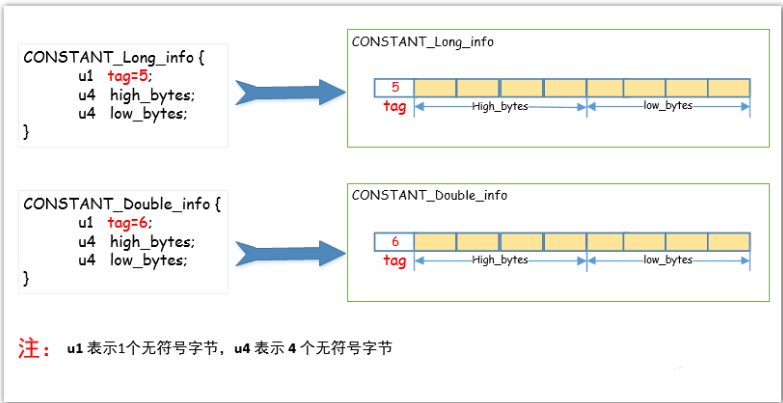 CONSTANT_Long_info {
u1 tag=5;
u4 high_bytes;
u4 low_bytes;
}
CONSTANT_Long_info
5
tag
High_bytes
low_bytes
CONSTANT_Double_info {
u1 tag=6;
u4 high_bytes;
u4 low_bytes;
}
CONSTANT_Double_info
6
tag
High_bytes
low_bytes
注： u1 表示1个无符号字节，u4 表示 4 个无符号字节